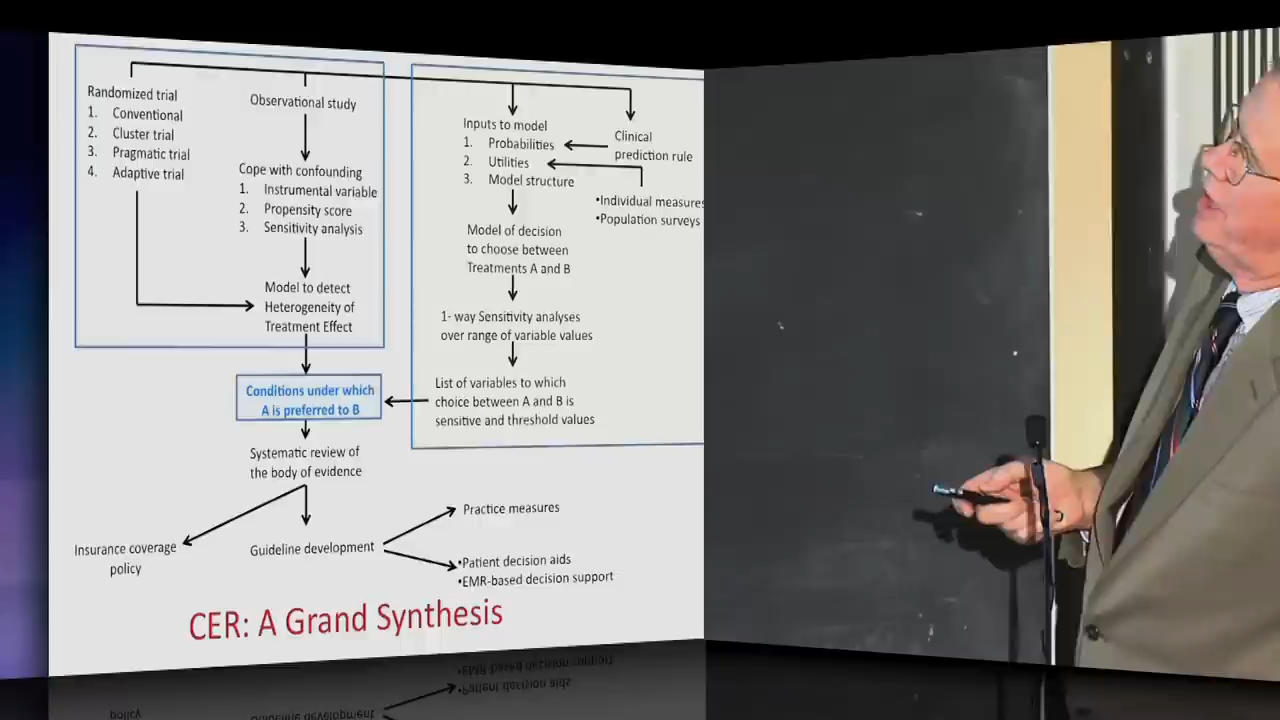 Randomized trial
1. Conventional
2. Cluster trial
3. Pragmatic trial
4. Adaptive trial
Observational study
Cope with confounding
1. Instrumental variable
2. Propensity score
3. Sensitivity analysis
Model to detect
Heterogeneity of
Treatment Effect
Inputs to model
1. Probabilities
2. Utilities
3. Model structure
Clinical
prediction rule
•Individual measures
•Population surveys
Model of decision
to choose between
Treatments A and B
1- way Sensitivity analyses
over range of variable values
List of variables to which
choice between A and B is
sensitive and threshold values
Conditions under which
A is preferred to B
Systematic review of
the body of evidence
Insurance coverage
policy
Guideline development
Practice measures
•Patient decision aids
•EMR-based decision support
CER: A Grand Synthesis